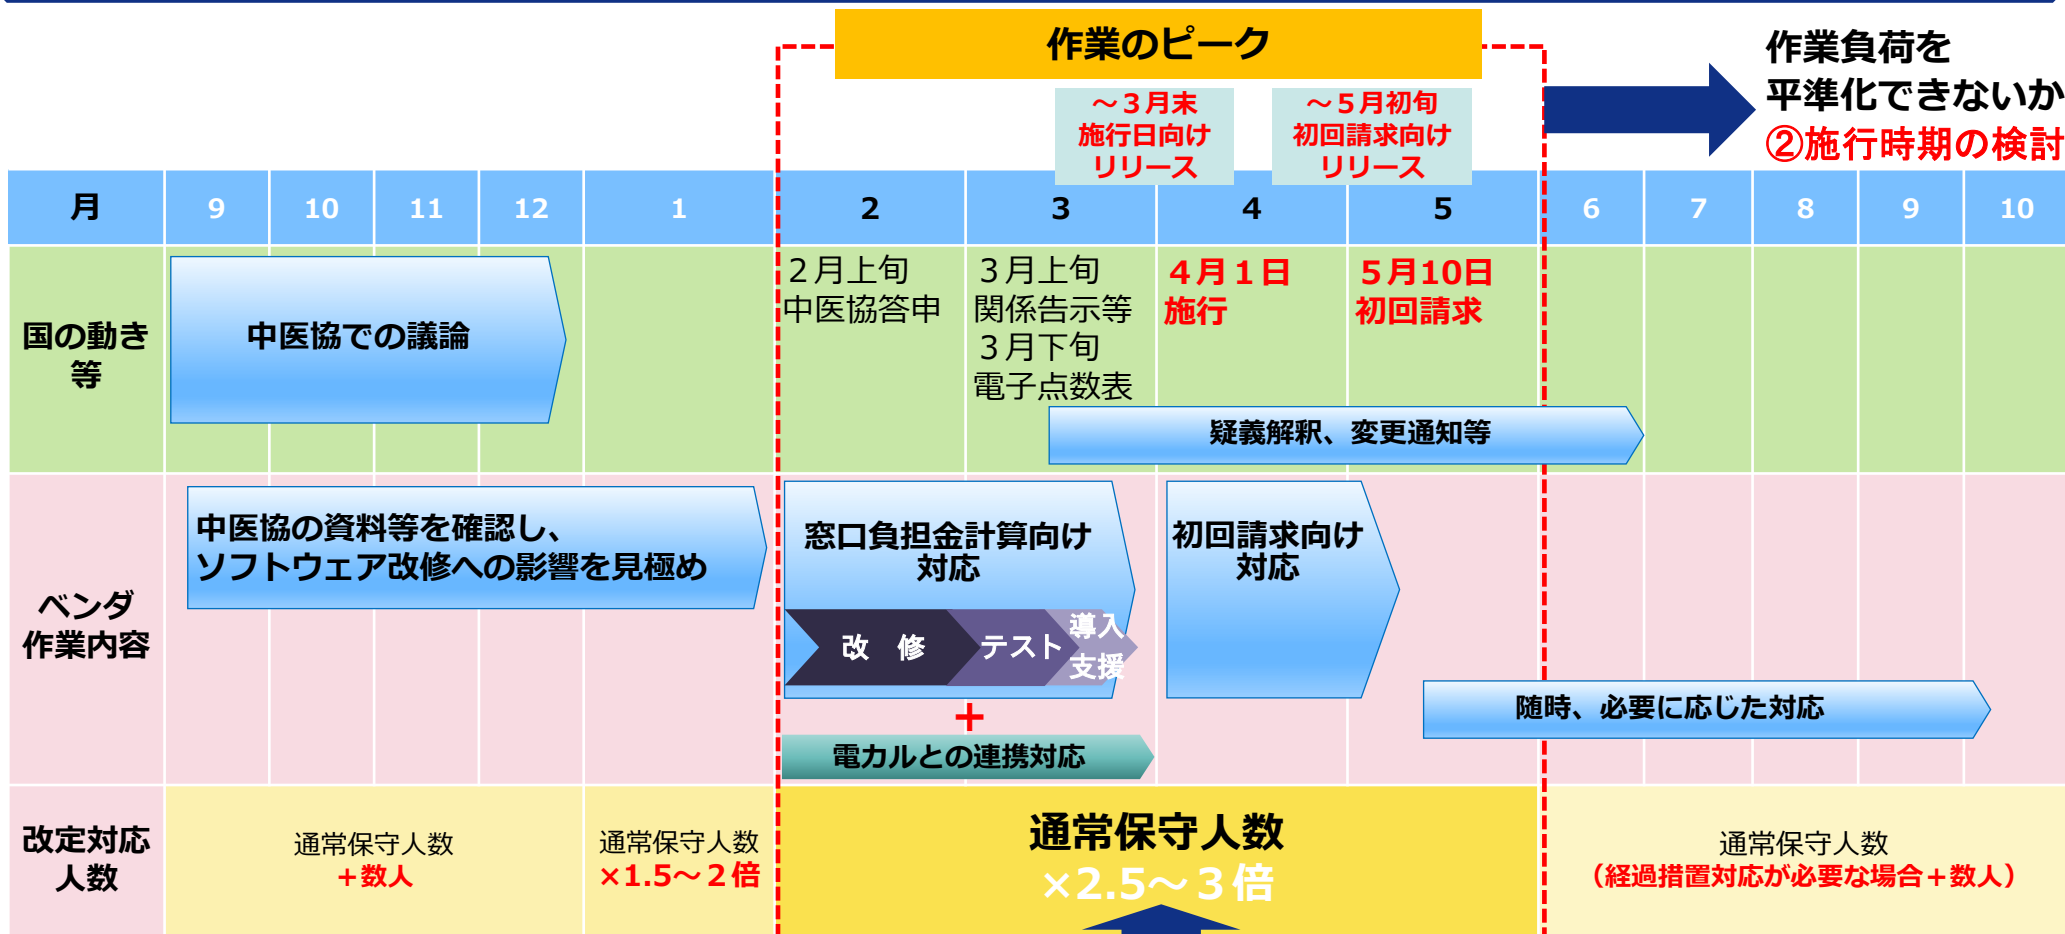 作業のピーク
作業負荷を
平準化できないか
②施行時期の検討
～３月末
施行日向け
リリース
～５月初旬
初回請求向け
リリース
月 9 10 11 12 1 2 3 4 5 6 7 8 9 10
国の動き
等
中医協での議論
２月上旬
中医協答申
３月上旬
関係告示等
３月下旬
電子点数表
４月１日
施行
５月10日
初回請求
疑義解釈、変更通知等
ベンダ
作業内容
中医協の資料等を確認し、
ソフトウェア改修への影響を見極め
窓口負担金計算向け
対応
改　修
テスト
導入
支援
＋
電カルとの連携対応
初回請求向け
対応
随時、必要に応じた対応
改定対応
人数
通常保守人数
＋数人
通常保守人数
×1.5～２倍
通常保守人数
×2.5～３倍
通常保守人数
（経過措置対応が必要な場合＋数人）